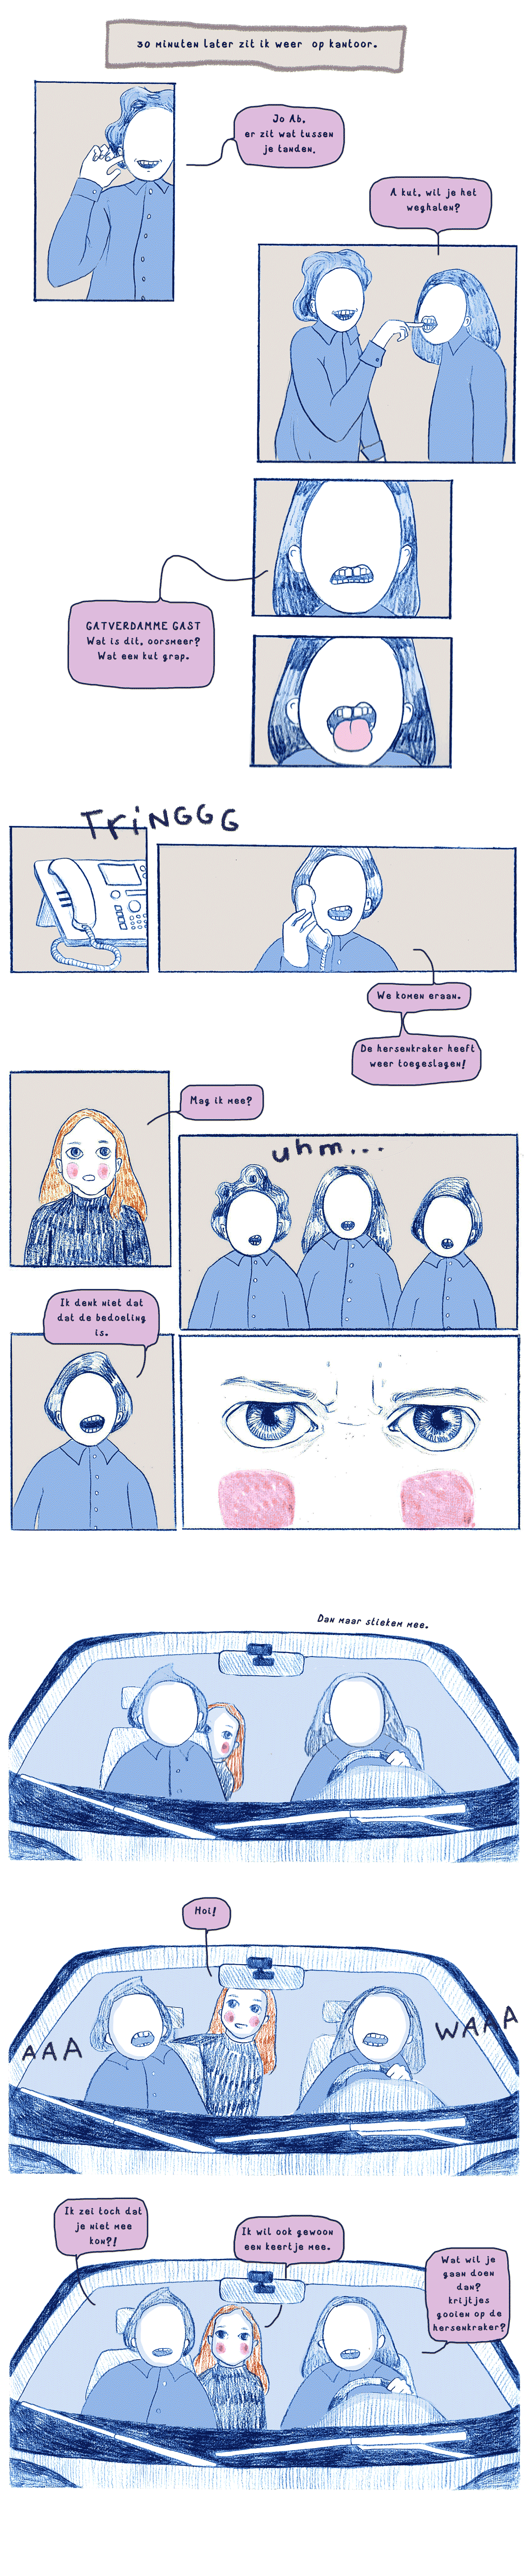 30 minuten later zit ik weer op kantoor.
Jo Ab.
er zit wat tussen
je tanden.
A kut, wil je het
weghalen?
GATVERDAMME GAST
Wat is dit, oorsmeer?
Wat een kut grap.
TRINGGG
We komen eraan.
De hersenkraker heeft
weer toegeslagen!
Mag ik mee?
uhm...
Ik denk niet dat
dat de bedoeling
is.
Dan maar stiekem mee.
Hoi!
AAA
WAAA
Ik zei toch dat
je niet mee
kon?!
Ik wil ook gewoon
een keertje mee.
Wat wil je
gaan doen
dan?
krijtjes
gooien op de
hersenkraker?